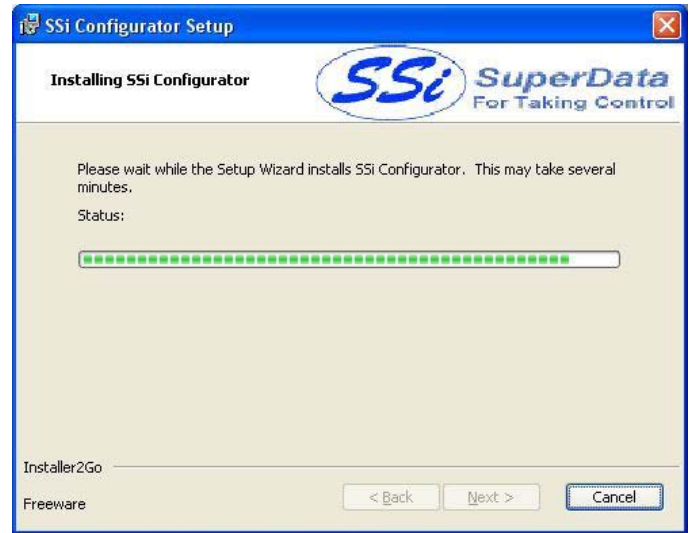 SSi Configurator Setup
Installing SSi Configurator
SSi
SuperData
For Taking Control
Please wait while the Setup Wizard installs SSi Configurator. This may take several
minutes.
Status:
Installer2Go
Freeware
< Back
Next >
Cancel